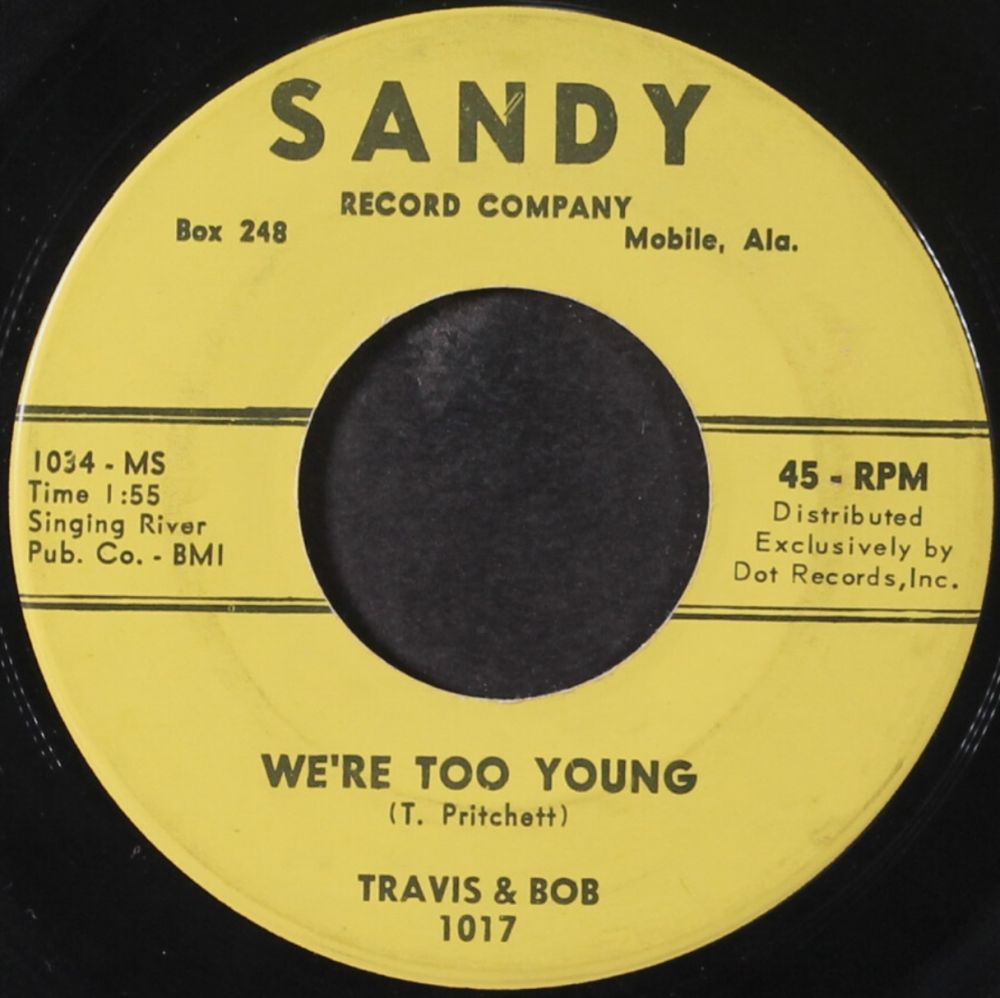 SANDY
RECORD COMPANY
Box 248
Mobile, Ala.
1034 - MS
Time 1:55
Singing River
Pub. Co. - BMI
45 - RPM
Distributed
Exclusively by
Dot Records, Inc.
WE'RE TOO YOUNG
(T. Pritchett)
TRAVIS & BOB
1017